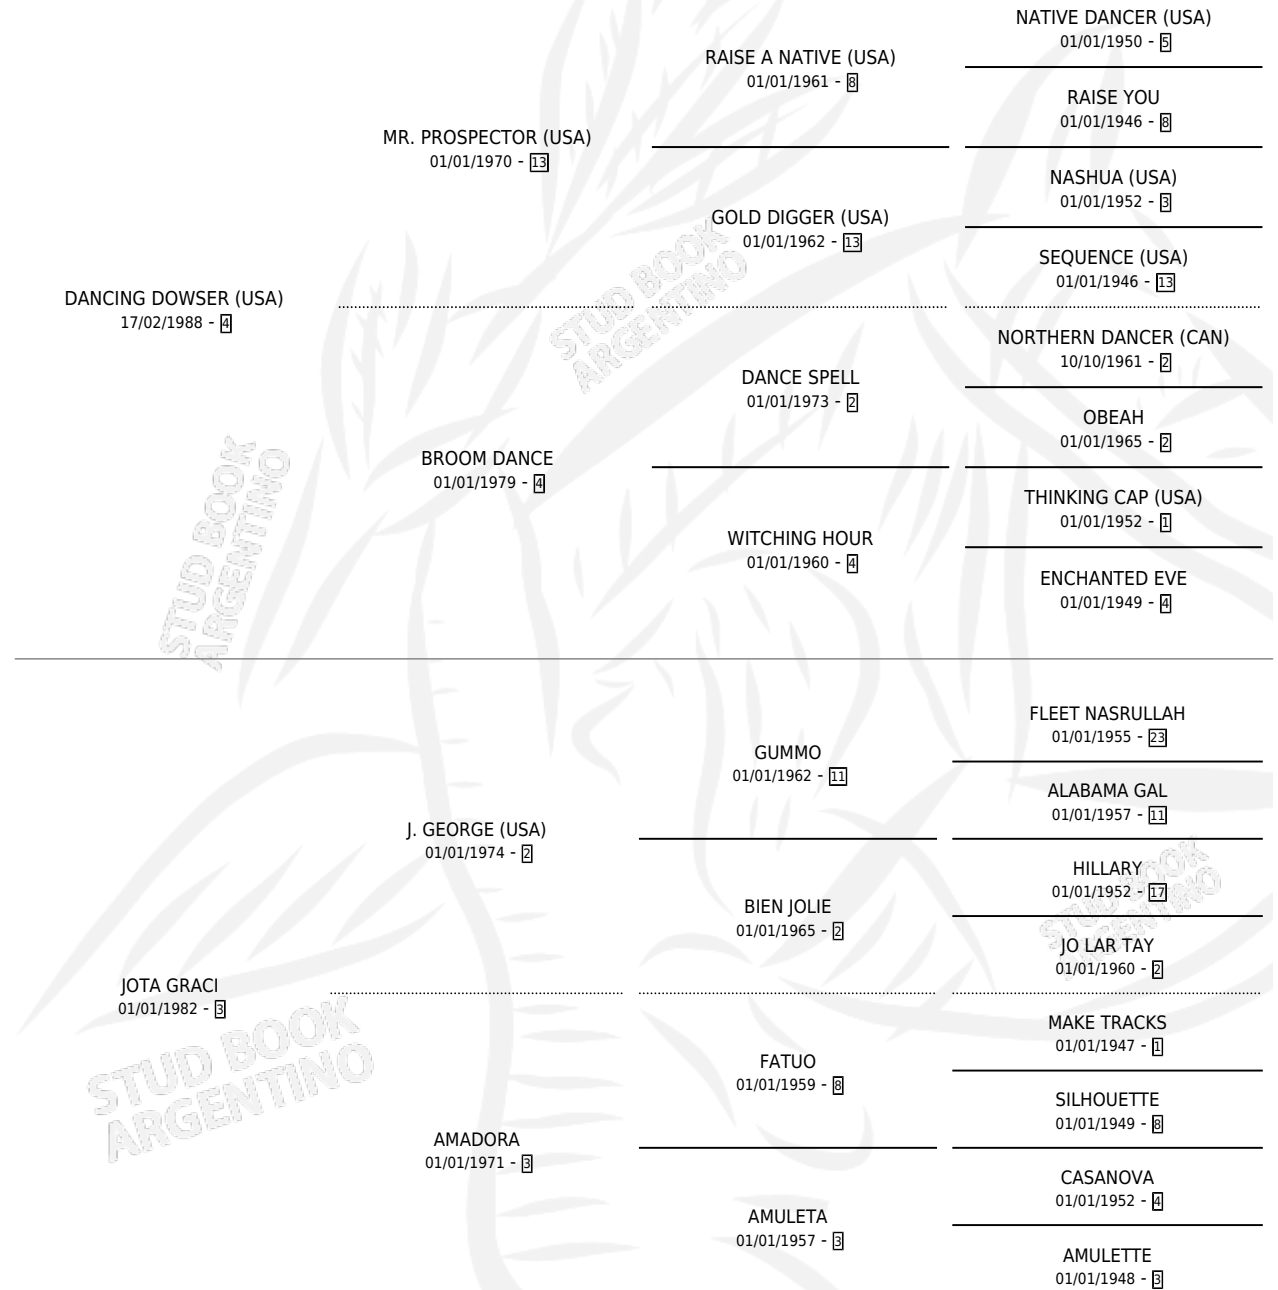 NATIVE DANCER (USA)
01/01/1950 - 5
RAISE A NATIVE (USA)
01/01/1961 - 8
RAISE YOU
01/01/1946 - 8
MR. PROSPECTOR (USA)
01/01/1970 - 13
NASHUA (USA)
01/01/1952 - 3
GOLD DIGGER (USA)
01/01/1962 - 13
SEQUENCE (USA)
01/01/1946 - 13
DANCING DOWSER (USA)
17/02/1988 - 4
NORTHERN DANCER (CAN)
10/10/1961 - 2
DANCE SPELL
01/01/1973 - 2
OBEAH
01/01/1965 - 2
BROOM DANCE
01/01/1979 - 4
THINKING CAP (USA)
01/01/1952 - 1
WITCHING HOUR
01/01/1960 - 4
ENCHANTED EVE
01/01/1949 - 4
FLEET NASRULLAH
01/01/1955 - 23
GUMMO
01/01/1962 - 11
ALABAMA GAL
01/01/1957 - 11
J. GEORGE (USA)
01/01/1974 - 2
HILLARY
01/01/1952 - 17
BIEN JOLIE
01/01/1965 - 2
JO LAR TAY
01/01/1960 - 2
JOTA GRACI
01/01/1982 - 3
MAKE TRACKS
01/01/1947 - 1
FATUO
01/01/1959 - 8
SILHOUETTE
01/01/1949 - 8
AMADORA
01/01/1971 - 3
CASANOVA
01/01/1952 - 4
AMULETA
01/01/1957 - 3
AMULETTE
01/01/1948 - 3
STUD BOOK
ARGENTINO
STUD BOOK
ARGENTINO
STUD BOOK
ARGENTINO
STUD BOOK
ARGENTINO